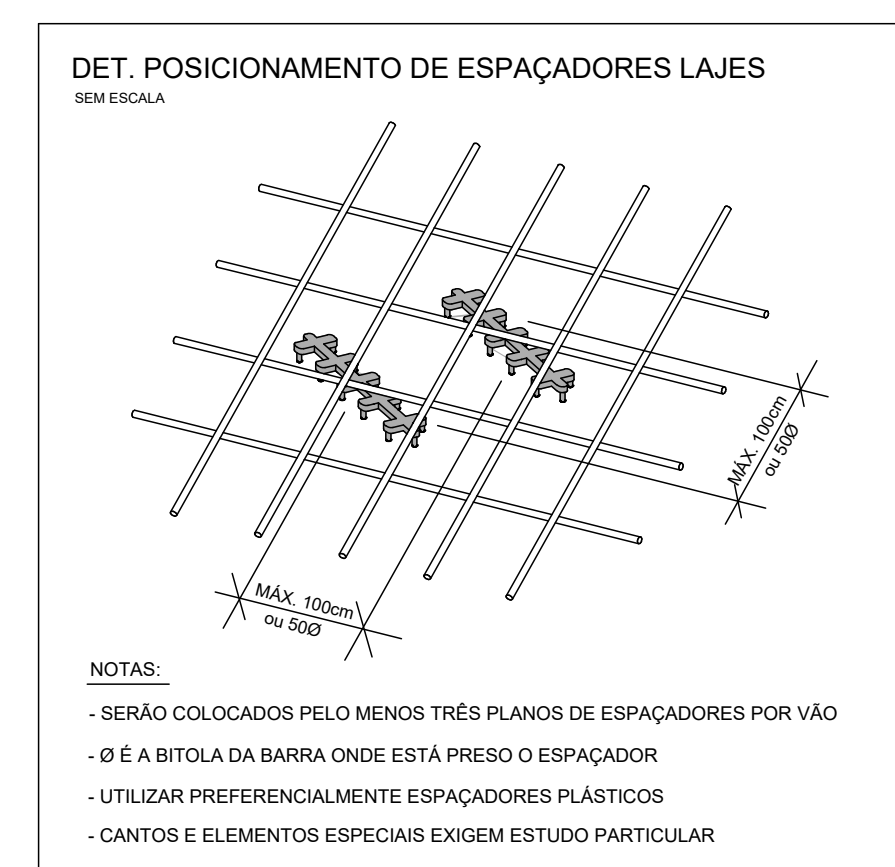 DET. POSICIONAMENTO DE ESPAÇADORES LAJES
SEM ESCALA
MÁX. 100cm
ou 50Ø
MÁX. 100cm
ou 50Ø
NOTAS:
- SERÃO COLOCADOS PELO MENOS TRÊS PLANOS DE ESPAÇADORES POR VÃO
- Ø É A BITOLA DA BARRA ONDE ESTÁ PRESO O ESPAÇADOR
- UTILIZAR PREFERENCIALMENTE ESPAÇADORES PLÁSTICOS
- CANTOS E ELEMENTOS ESPECIAIS EXIGEM ESTUDO PARTICULAR